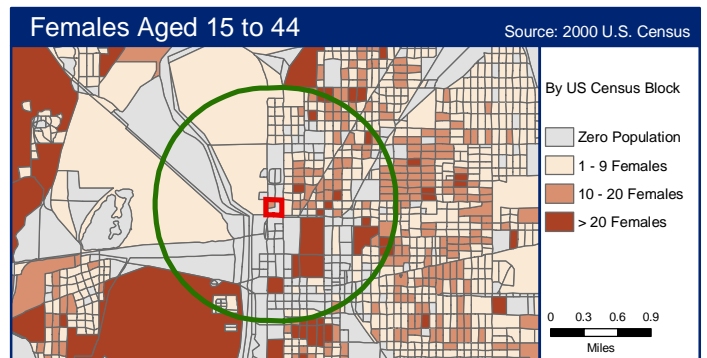 Females Aged 15 to 44
Source: 2000 U.S. Census
By US Census Block
Zero Population
1 - 9 Females
10 - 20 Females
> 20 Females
0 0.3 0.6 0.9
Miles